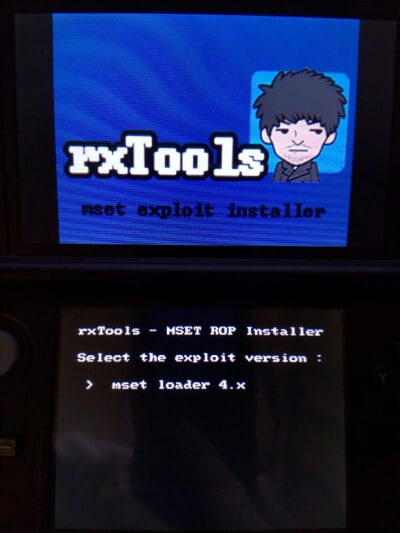 rxTools
mset exploit installer
rxTools - MSET ROP Installer
Select the exploit version :
> mset loader 4.x
Y